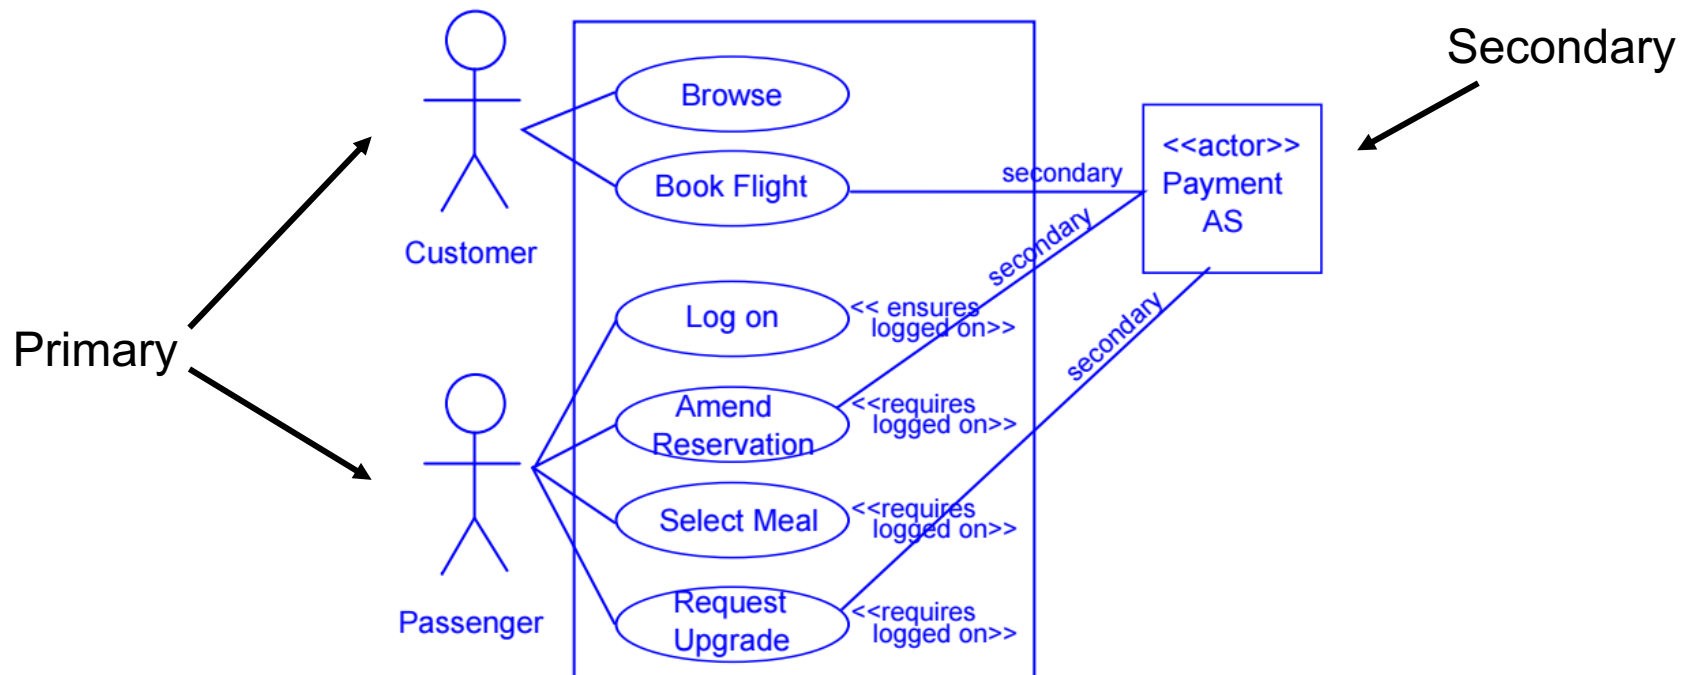 Secondary
Browse
<<actor>>
Payment
AS
secondary
Book Flight
Customer
secondary
Log on
<< ensures
logged on>>
secondary
Primary
Amend
Reservation
<<requires
logged on>>
Select Meal
<<requires
logged on>>
Passenger
Request
Upgrade
<<requires
logged on>>